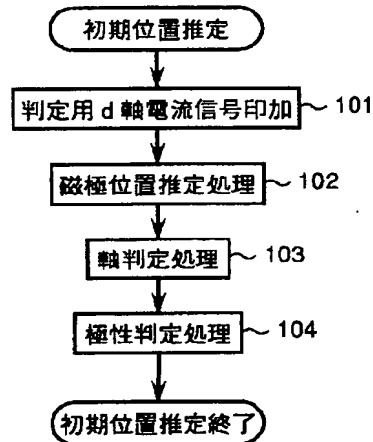 初期位置推定
判定用d軸電流信号印加 ~ 101
磁極位置推定処理 ~ 102
軸判定処理 ~ 103
極性判定処理 ~ 104
初期位置推定終了